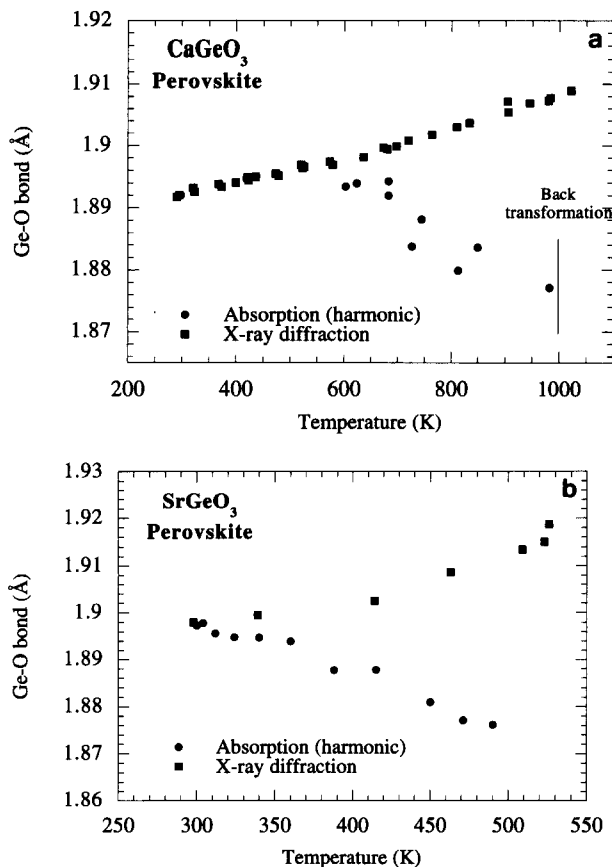 a
CaGeO3
Perovskite
1.92
1.91
1.9
1.89
1.88
1.87
Ge-O bond (Å)
Back
transformation
Absorption (harmonic)
X-ray diffraction
200
400
600
800
1000
Temperature (K)
b
SrGeO3
Perovskite
1.93
1.92
1.91
1.9
1.89
1.88
1.87
1.86
Ge-O bond (Å)
Absorption (harmonic)
X-ray diffraction
250
300
350
400
450
500
550
Temperature (K)